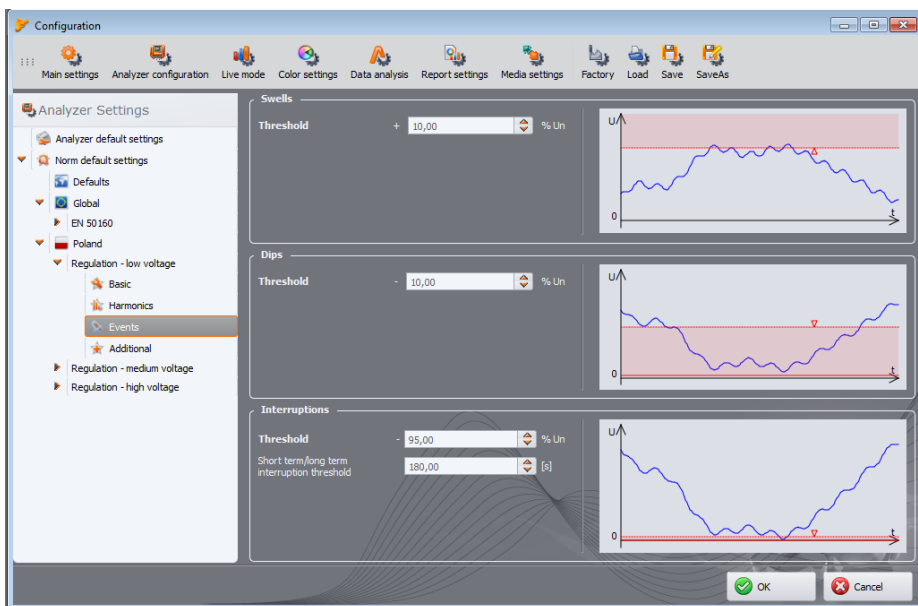 Configuration
Main settings
Analyzer configuration
Live mode
Color settings
Data analysis
Report settings
Media settings
Factory
Load
Save
SaveAs
Analyzer Settings
Analyzer default settings
Norm default settings
Defaults
Global
EN 50160
Poland
Regulation - low voltage
Basic
Harmonics
Events
Additional
Regulation - medium voltage
Regulation - high voltage
Swells
Threshold + 10,00 % Un
U
0
t
Dips
Threshold - 10,00 % Un
U
0
t
Interruptions
Threshold - 95,00 % Un
Short term/long term
interruption threshold 180,00 [s]
U
0
t
OK
Cancel